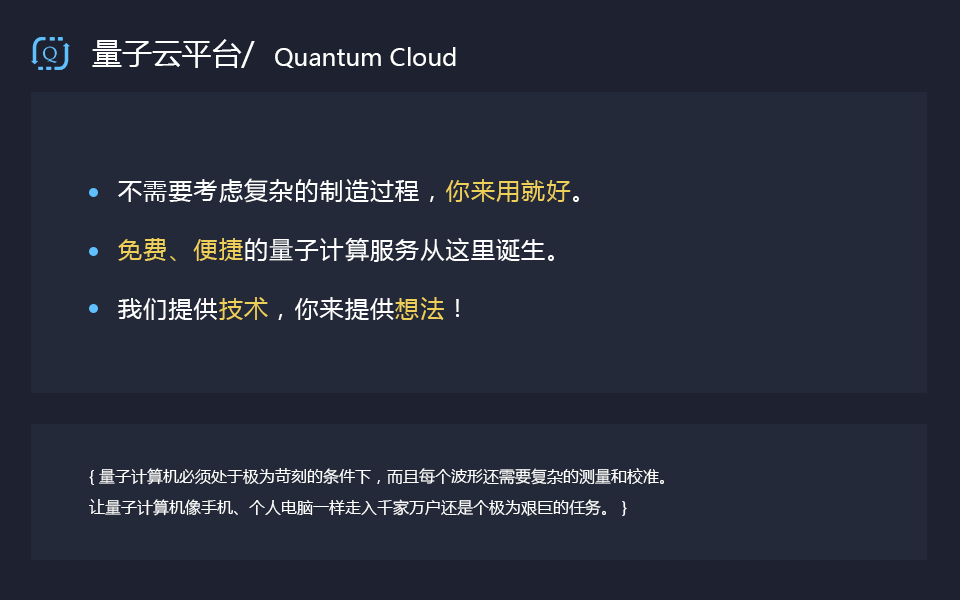 Q
量子云平台/ Quantum Cloud
不需要考虑复杂的制造过程，你来用就好。
免费、便捷的量子计算服务从这里诞生。
我们提供技术，你来提供想法！
{ 量子计算机必须处于极为苛刻的条件下，而且每个波形还需要复杂的测量和校准。
让量子计算机像手机、个人电脑一样走入千家万户还是个极为艰巨的任务。 }